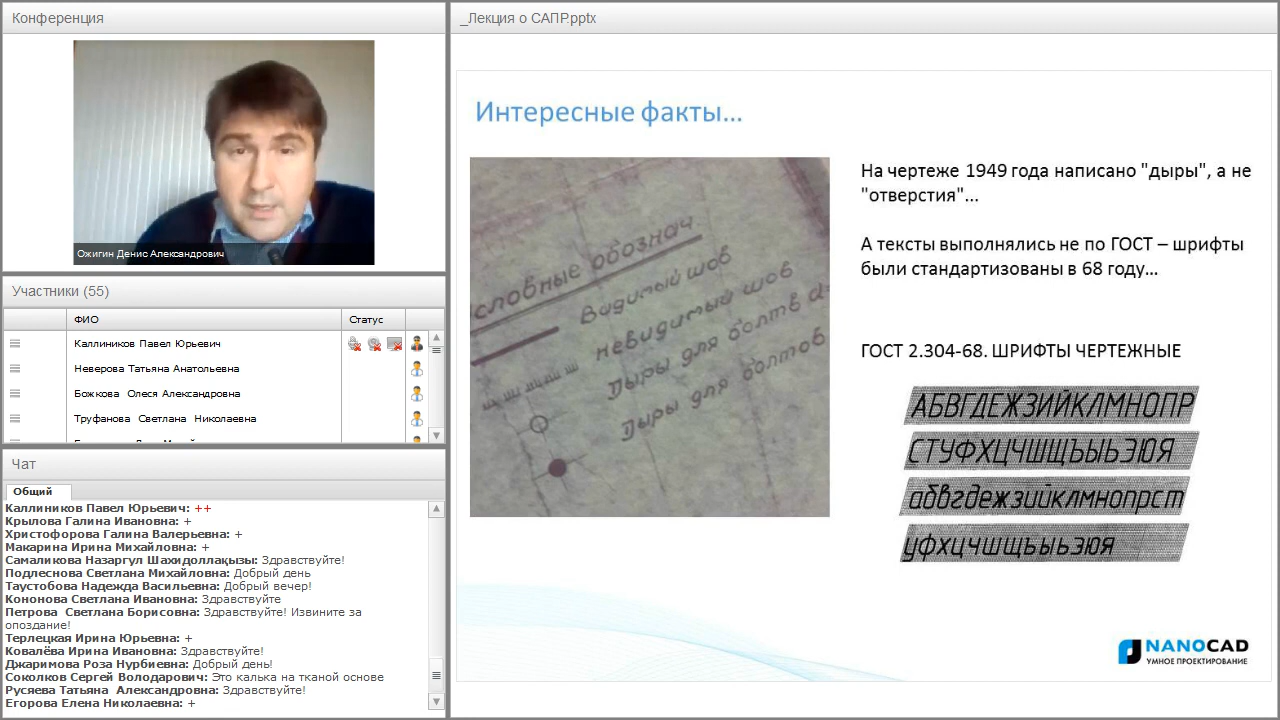 Конференция
Ожигин Денис Александрович
Участники (55)
ФИО
Статус
Каллиников Павел Юрьевич
Неверова Татьяна Анатольевна
Божкова Олеся Александровна
Труфанова Светлана Николаевна
Чат
Общий
Каллиников Павел Юрьевич: ++
Крылова Галина Ивановна: +
Христофорова Галина Валерьевна: +
Макарина Ирина Михайловна: +
Самаликова Назаргул Шахидоллақызы: Здравствуйте!
Подлеснова Светлана Михайловна: Добрый день
Таустобова Надежда Васильевна: Добрый вечер!
Кононова Светлана Ивановна: Здравствуйте
Петрова Светлана Борисовна: Здравствуйте! Извините за
опоздание!
Терлецкая Ирина Юрьевна: +
Ковалёва Ирина Ивановна: Здравствуйте!
Джаримова Роза Нурбиевна: Добрый день!
Соколков Сергей Володарович: Это калька на тканой основе
Русяева Татьяна Александровна: Здравствуйте!
Егорова Елена Николаевна: +
_Лекция о САПР.pptx
Интересные факты...
словные обознач.
Видимый шов
невидимый шов
Дыры для болтв d=
Дыры для болтов
На чертеже 1949 года написано "дыры", а не
"отверстия"...
А тексты выполнялись не по ГОСТ – шрифты
были стандартизованы в 68 году...
ГОСТ 2.304-68. ШРИФТЫ ЧЕРТЕЖНЫЕ
АБВГДЕЖЗИЙКЛМНОПР
СТУФХЦЧШЩЪЫЬЭЮЯ
абвгдежзийклмнопрст
уфхцчшщъыьэюя
NANOCAD
УМНОЕ ПРОЕКТИРОВАНИЕ